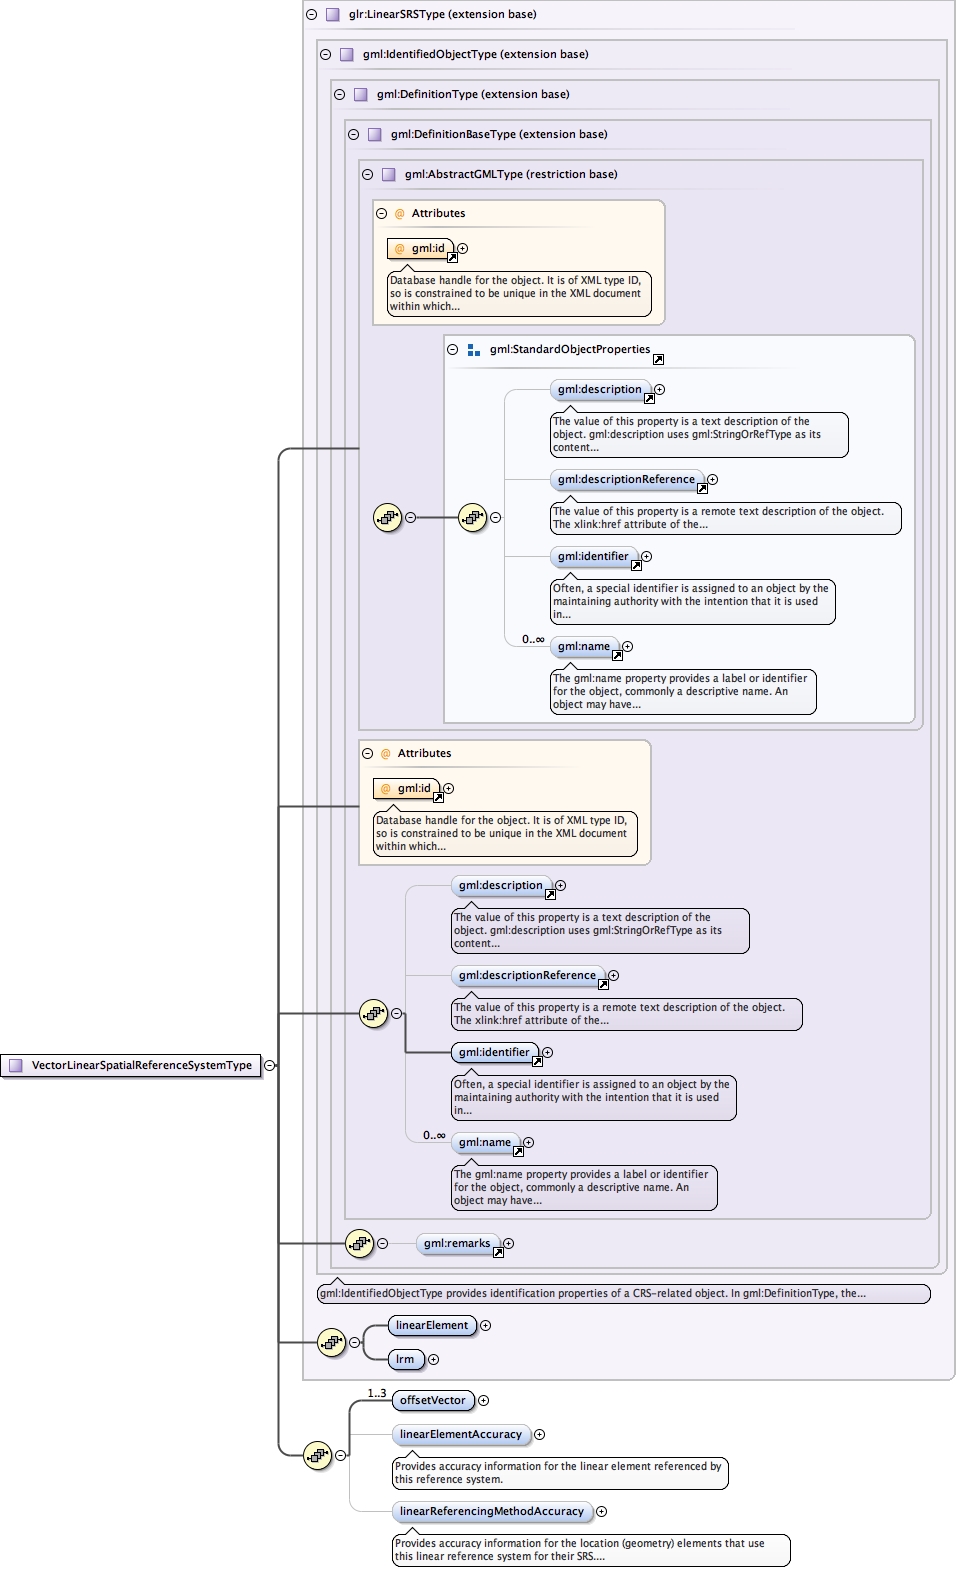 glr:LinearSRSType (extension base)
gml:IdentifiedObjectType (extension base)
gml:DefinitionType (extension base)
gml:DefinitionBaseType (extension base)
gml:AbstractGMLType (restriction base)
@ Attributes
@ gml:id
Database handle for the object. It is of XML type ID,
so is constrained to be unique in the XML document
within which...
gml:StandardObjectProperties
gml:description
The value of this property is a text description of the
object. gml:description uses gml:StringOrRefType as its
content...
gml:descriptionReference
The value of this property is a remote text description of the object.
The xlink:href attribute of the...
gml:identifier
Often, a special identifier is assigned to an object by the
maintaining authority with the intention that it is used
in...
0..∞
gml:name
The gml:name property provides a label or identifier
for the object, commonly a descriptive name. An
object may have...
@ Attributes
@ gml:id
Database handle for the object. It is of XML type ID,
so is constrained to be unique in the XML document
within which...
gml:description
The value of this property is a text description of the
object. gml:description uses gml:StringOrRefType as its
content...
gml:descriptionReference
The value of this property is a remote text description of the object.
The xlink:href attribute of the...
gml:identifier
Often, a special identifier is assigned to an object by the
maintaining authority with the intention that it is used
in...
0..∞
gml:name
The gml:name property provides a label or identifier
for the object, commonly a descriptive name. An
object may have...
VectorLinearSpatialReferenceSystemType
gml:remarks
gml:IdentifiedObjectType provides identification properties of a CRS-related object. In gml:DefinitionType, the...
linearElement
lrm
1..3
offsetVector
linearElementAccuracy
Provides accuracy information for the linear element referenced by
this reference system.
linearReferencingMethodAccuracy
Provides accuracy information for the location (geometry) elements that use
this linear reference system for their SRS....